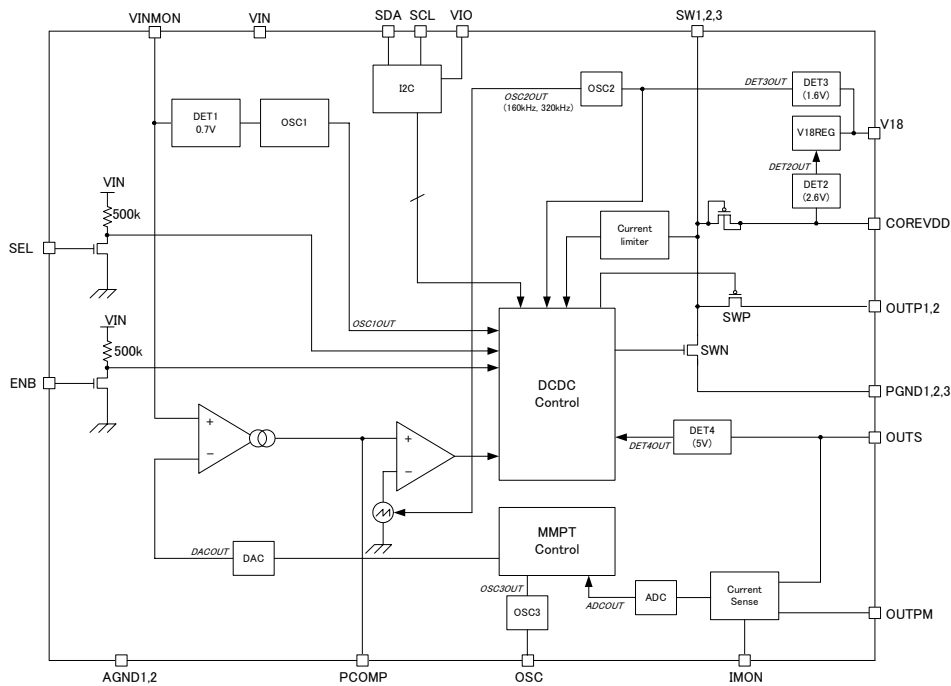 VINMON
VIN
SDA
SCL
VIO
SW1,2,3
DET1
0.7V
OSC1
I2C
OSC2OUT
(160kHz, 320kHz)
OSC2
DET3OUT
DET3
(1.6V)
V18
V18REG
DET2OUT
DET2
(2.6V)
VIN
500k
SEL
Current
limiter
COREVDD
OUTP1,2
SWP
VIN
500k
OSC1OUT
SWN
ENB
DCDC
Control
PGND1,2,3
+
−
+
−
DET4OUT
DET4
(5V)
OUTS
MMPT
Control
DACOUT
DAC
OSC3OUT
OSC3
ADCOUT
ADC
Current
Sense
OUTPM
AGND1,2
PCOMP
OSC
IMON